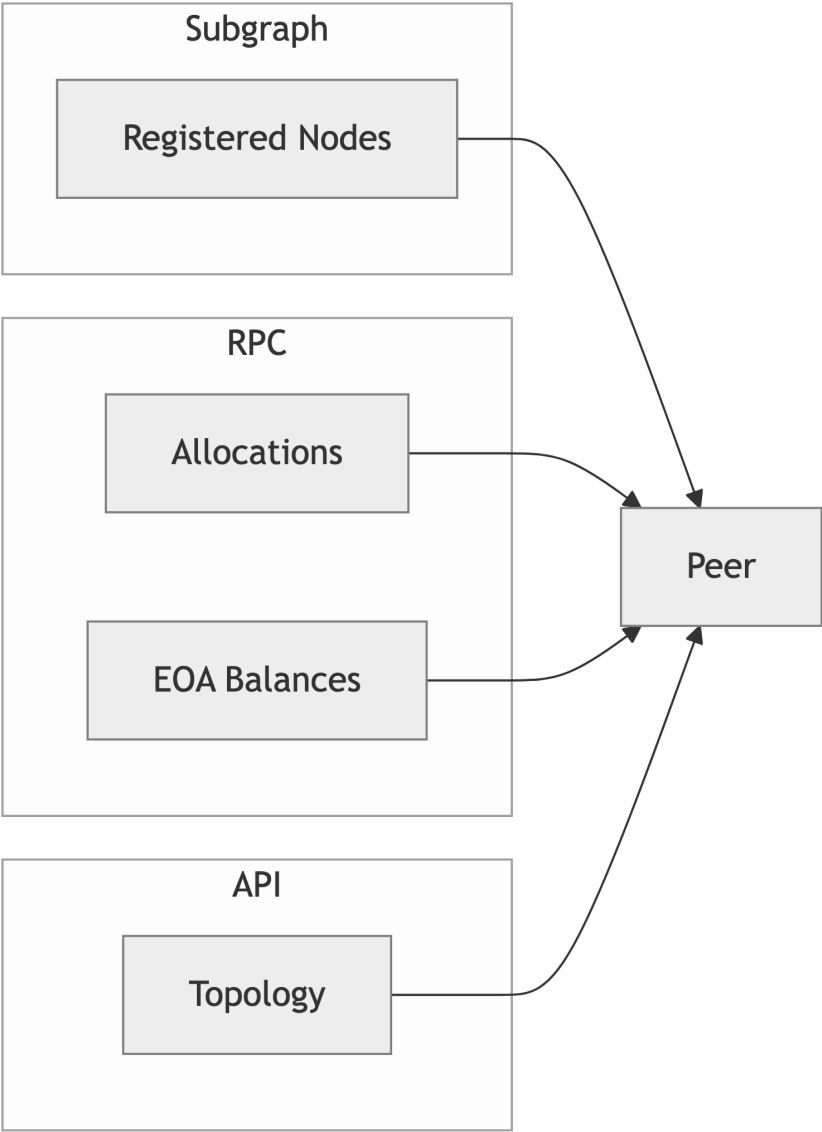 Subgraph
Registered Nodes
RPC
Allocations
Peer
EOA Balances
API
Topology